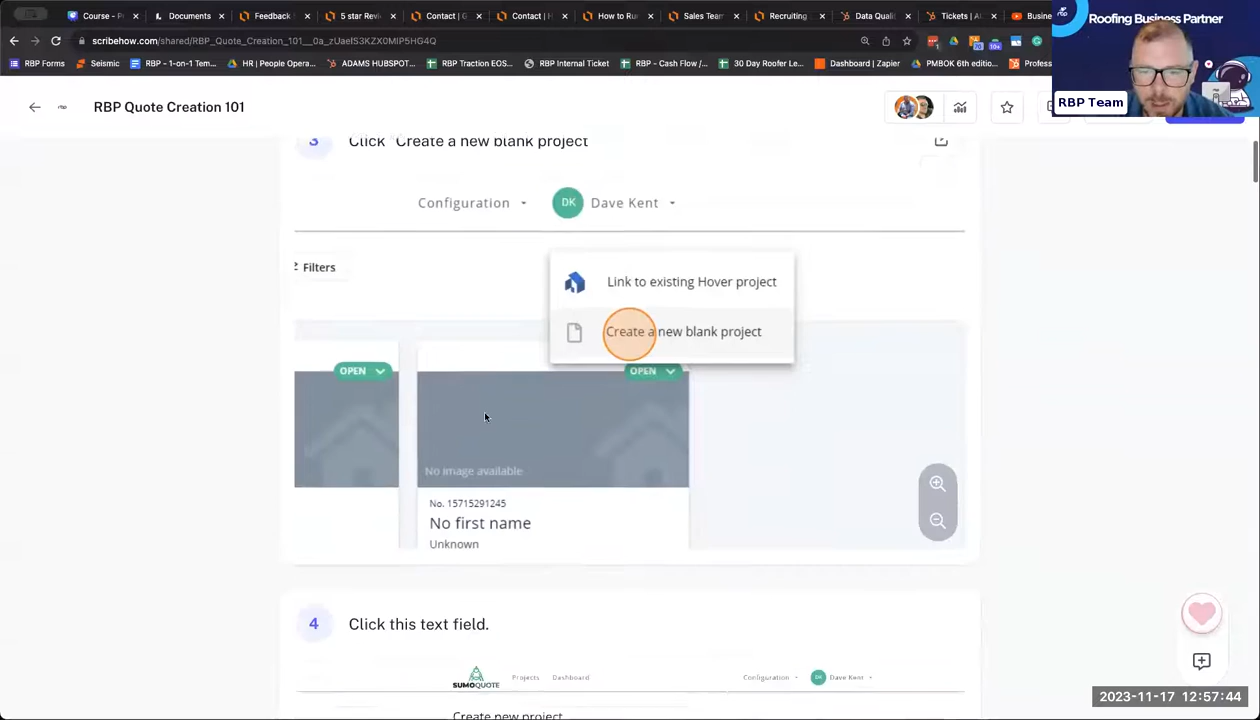 Course - P
Documents
Feedback
5 star Revi
Contact | G
Contact | H
How to Ru
Sales Team
Recruiting
Data Quali
Tickets | A
Busine
Roofing Business Partner
scribehow.com/shared/RBP_Quote_Creation_101__0a_zUaeIS3KZX0MIP5HG4Q
RBP Forms
Seismic
RBP - 1-on-1 Tem...
HR | People Opera...
ADAMS HUBSPOT...
RBP Traction EOS...
RBP Internal Ticket
RBP - Cash Flow /...
30 Day Roofer Le...
Dashboard | Zapier
PMBOK 6th editio...
Profess
RBP Team
RBP Quote Creation 101
3
Click "Create a new blank project
Configuration
DK
Dave Kent
Filters
Link to existing Hover project
Create a new blank project
OPEN
OPEN
No image available
No. 15715291245
No first name
Unknown
4
Click this text field.
SUMOQUOTE
Projects
Dashboard
Configuration
DK
Dave Kent
Create new project
2023-11-17 12:57:44